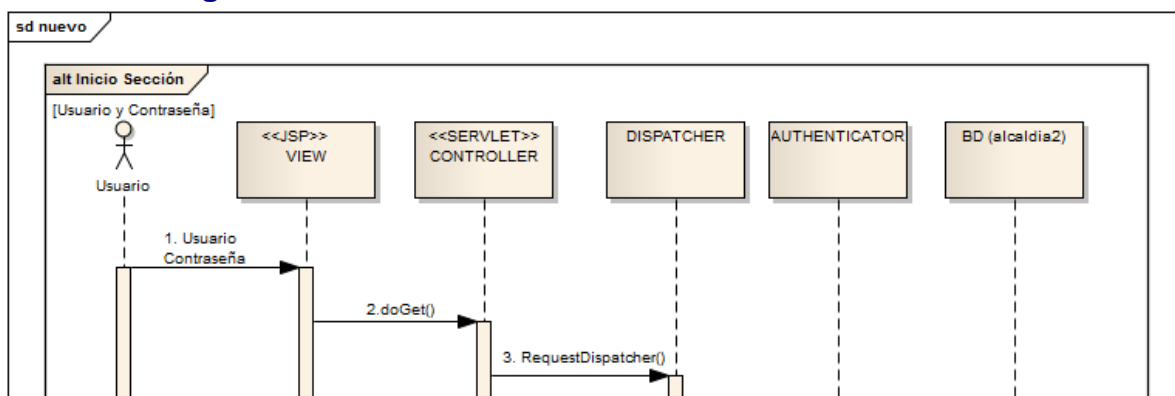 sd nuevo
alt Inicio Sección
[Usuario y Contraseña]
<<JSP>>
VIEW
<<SERVLET>>
CONTROLLER
DISPATCHER
AUTHENTICATOR
BD (alcaldia2)
Usuario
1. Usuario
Contraseña
2.doGet()
3. RequestDispatcher()